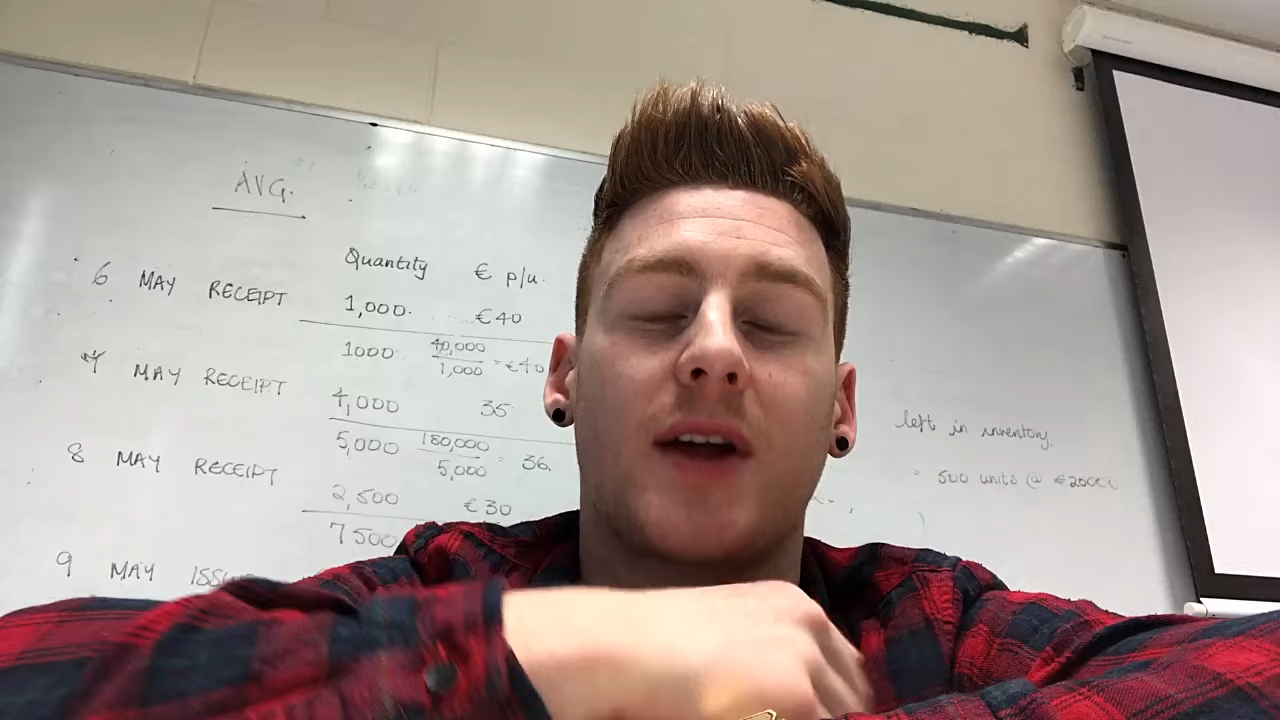 AVG.
Quantity € p/u.
6 MAY RECEIPT 1,000. €40
1000 40,000/1,000 = €40
7 MAY RECEIPT 4,000 35
5,000 180,000/5,000 = 36.
8 MAY RECEIPT 2,500 €30
7500
9 MAY ISSUE
left in inventory
= 500 units @